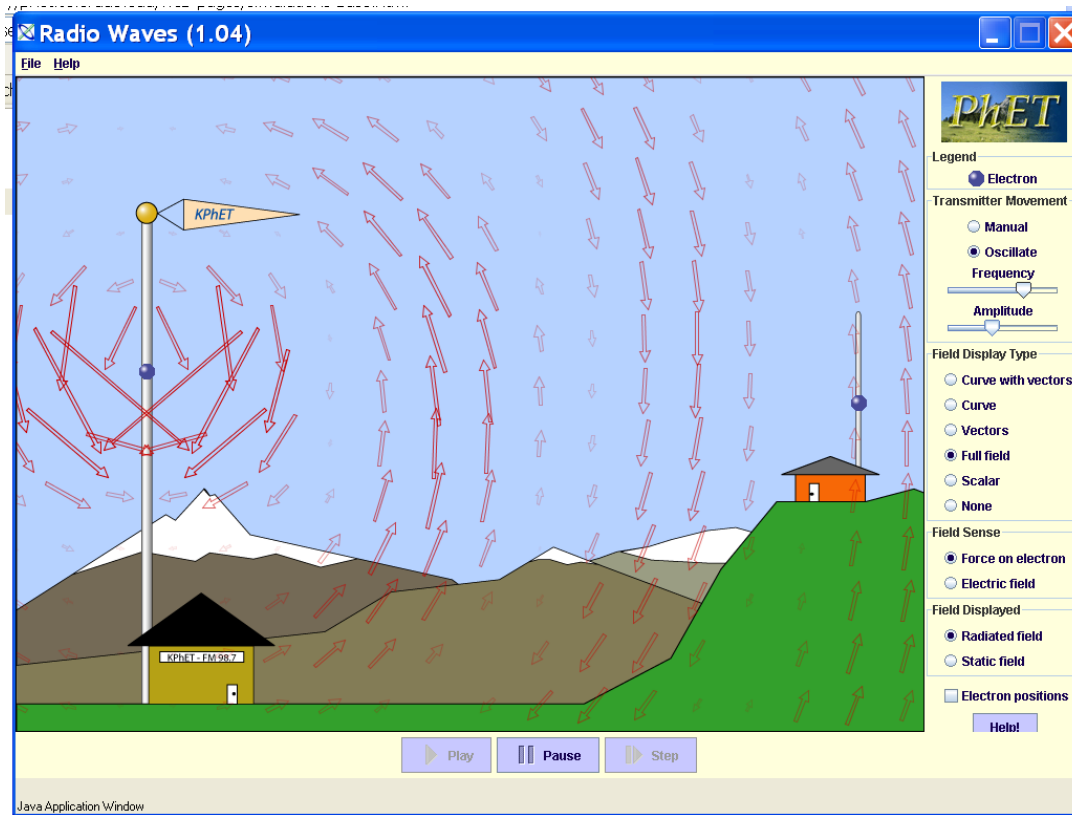 Radio Waves (1.04)
File Help
KPhET
KPhET - FM 98.7
PhET
Legend
Electron
Transmitter Movement
Manual
Oscillate
Frequency
Amplitude
Field Display Type
Curve with vectors
Curve
Vectors
Full field
Scalar
None
Field Sense
Force on electron
Electric field
Field Displayed
Radiated field
Static field
Electron positions
Help!
Play Pause Step
Java Application Window